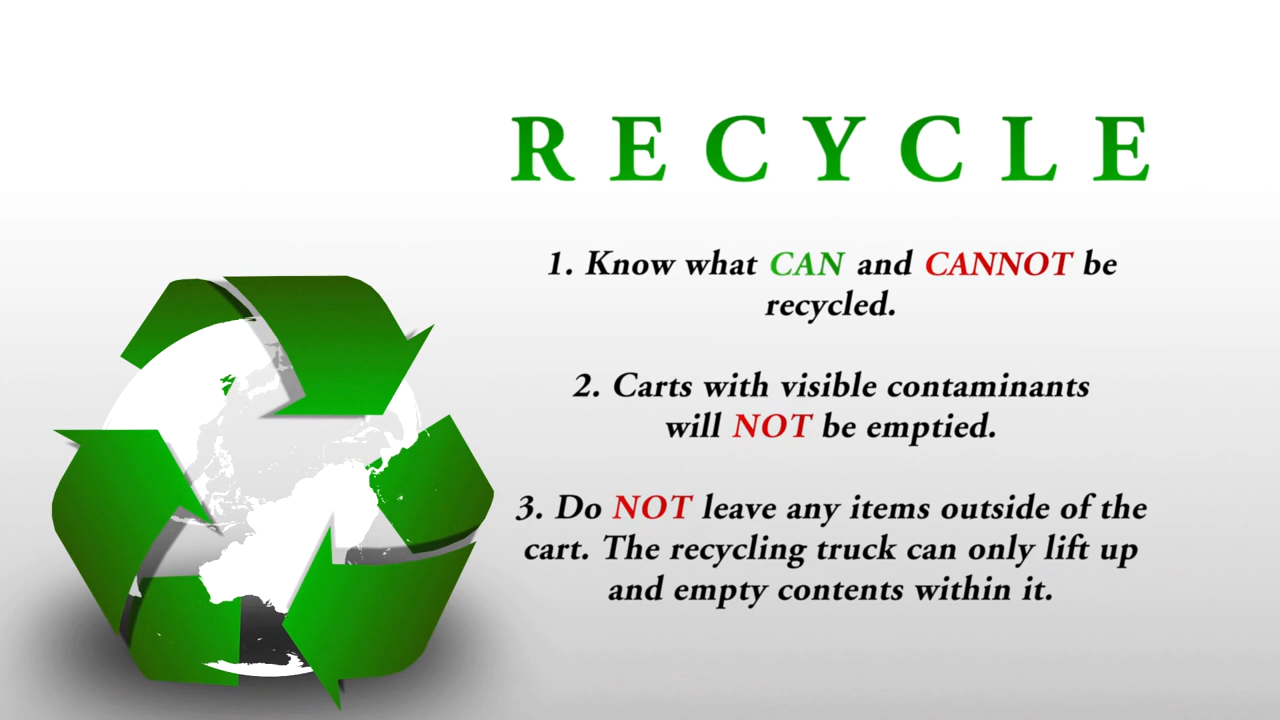 RECYCLE
1. Know what CAN and CANNOT be
recycled.
2. Carts with visible contaminants
will NOT be emptied.
3. Do NOT leave any items outside of the
cart. The recycling truck can only lift up
and empty contents within it.